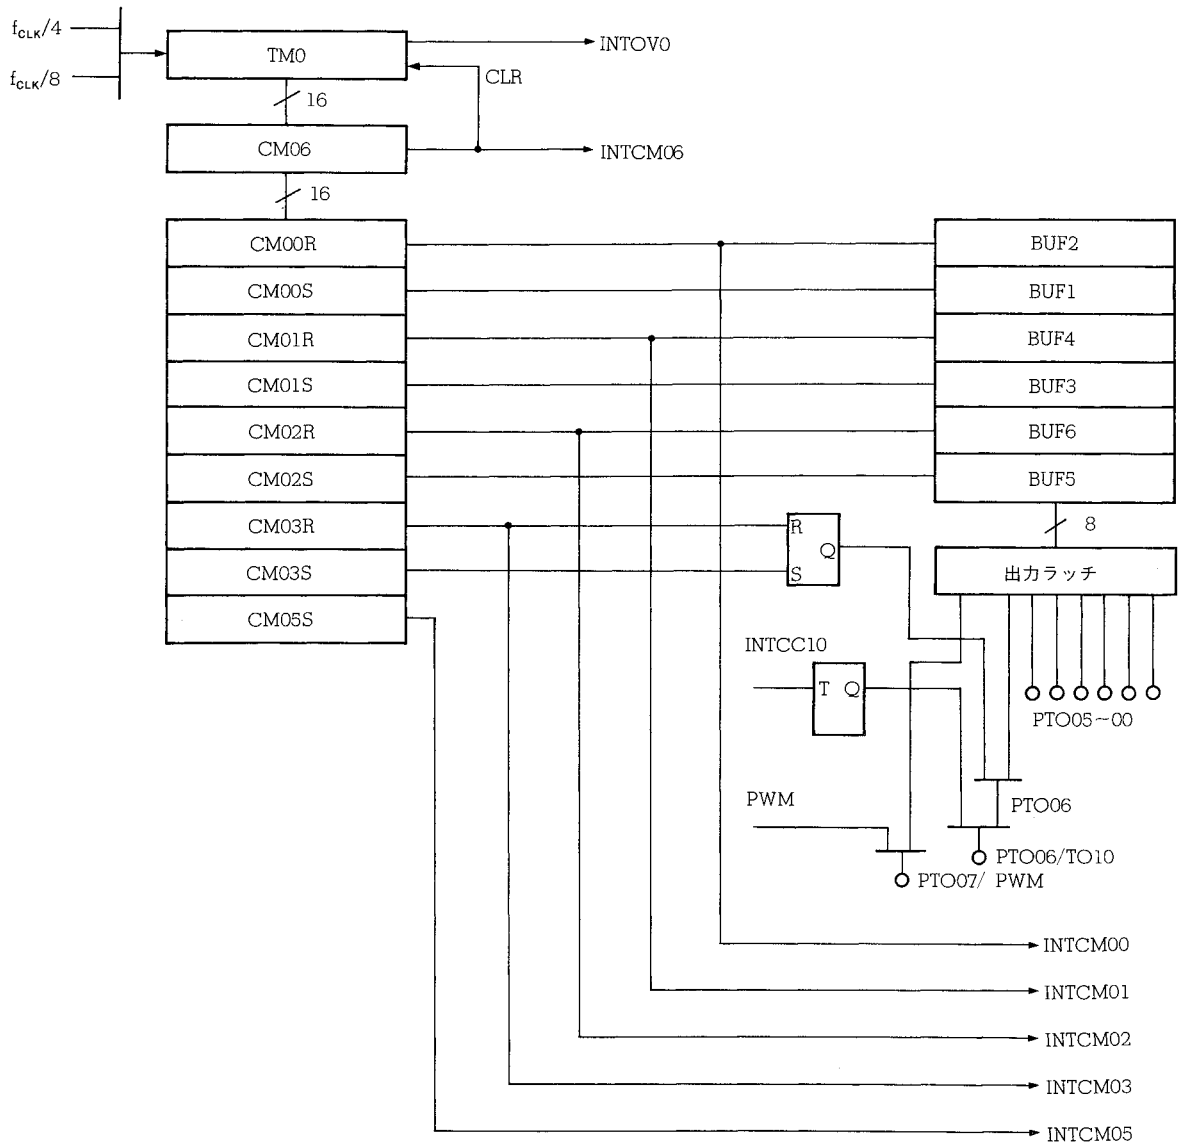 fCLK/4
fCLK/8
TM0
INTOV0
CLR
16
CM06
INTCM06
16
CM00R
BUF2
CM00S
BUF1
CM01R
BUF4
CM01S
BUF3
CM02R
BUF6
CM02S
BUF5
CM03R
R
Q
8
CM03S
S
出力ラッチ
CM05S
INTCC10
T Q
PTO05~00
PWM
PTO06
PTO06/TO10
PTO07/ PWM
INTCM00
INTCM01
INTCM02
INTCM03
INTCM05